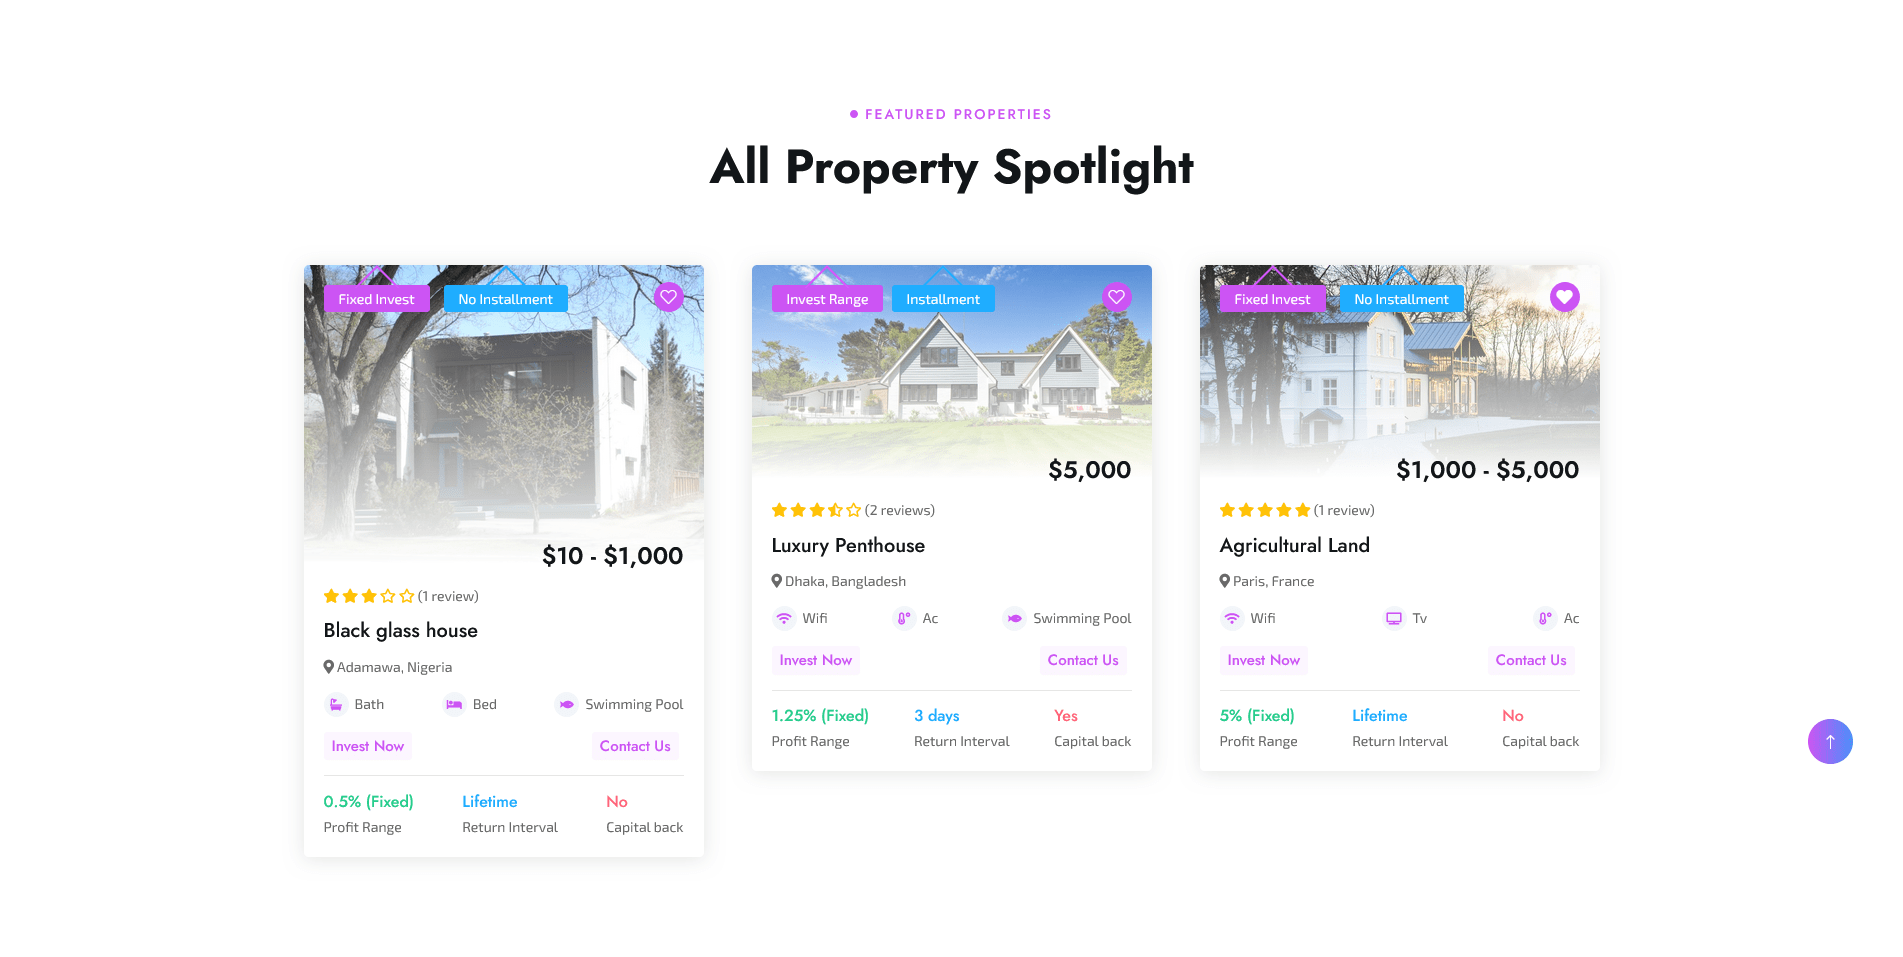 FEATURED PROPERTIES
All Property Spotlight
Fixed Invest
No Installment
$10 - $1,000
(1 review)
Black glass house
Adamawa, Nigeria
Bath Bed Swimming Pool
Invest Now Contact Us
0.5% (Fixed) Lifetime No
Profit Range Return Interval Capital back
Invest Range
Installment
$5,000
(2 reviews)
Luxury Penthouse
Dhaka, Bangladesh
Wifi Ac Swimming Pool
Invest Now Contact Us
1.25% (Fixed) 3 days Yes
Profit Range Return Interval Capital back
Fixed Invest
No Installment
$1,000 - $5,000
(1 review)
Agricultural Land
Paris, France
Wifi Tv Ac
Invest Now Contact Us
5% (Fixed) Lifetime No
Profit Range Return Interval Capital back